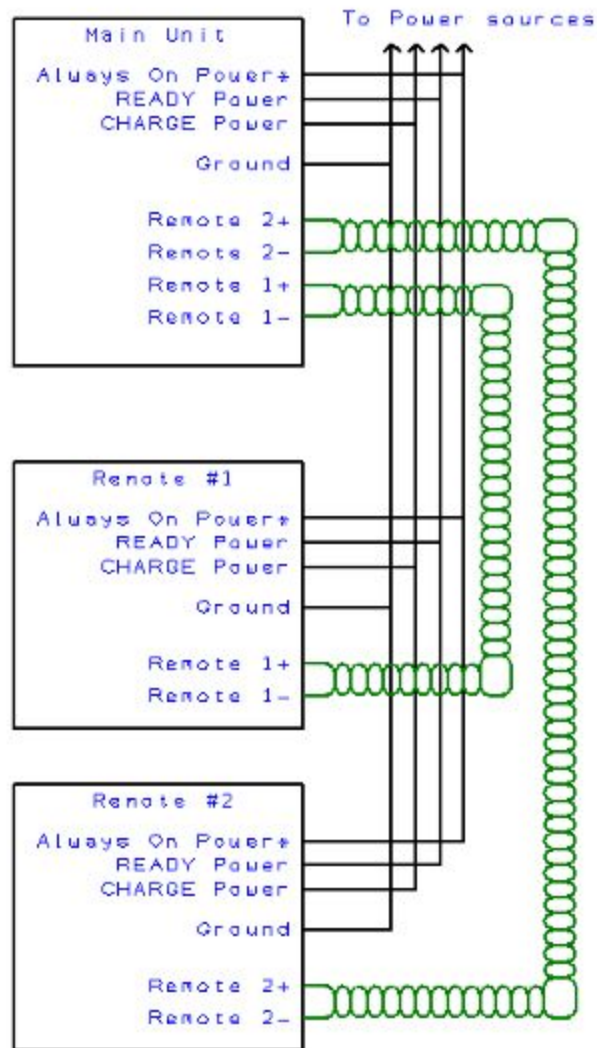 To Power sources
Main Unit
Always On Power*
READY Power
CHARGE Power
Ground
Remote 2+
Remote 2-
Remote 1+
Remote 1-
Remote #1
Always On Power*
READY Power
CHARGE Power
Ground
Remote 1+
Remote 1-
Remote #2
Always On Power*
READY Power
CHARGE Power
Ground
Remote 2+
Remote 2-